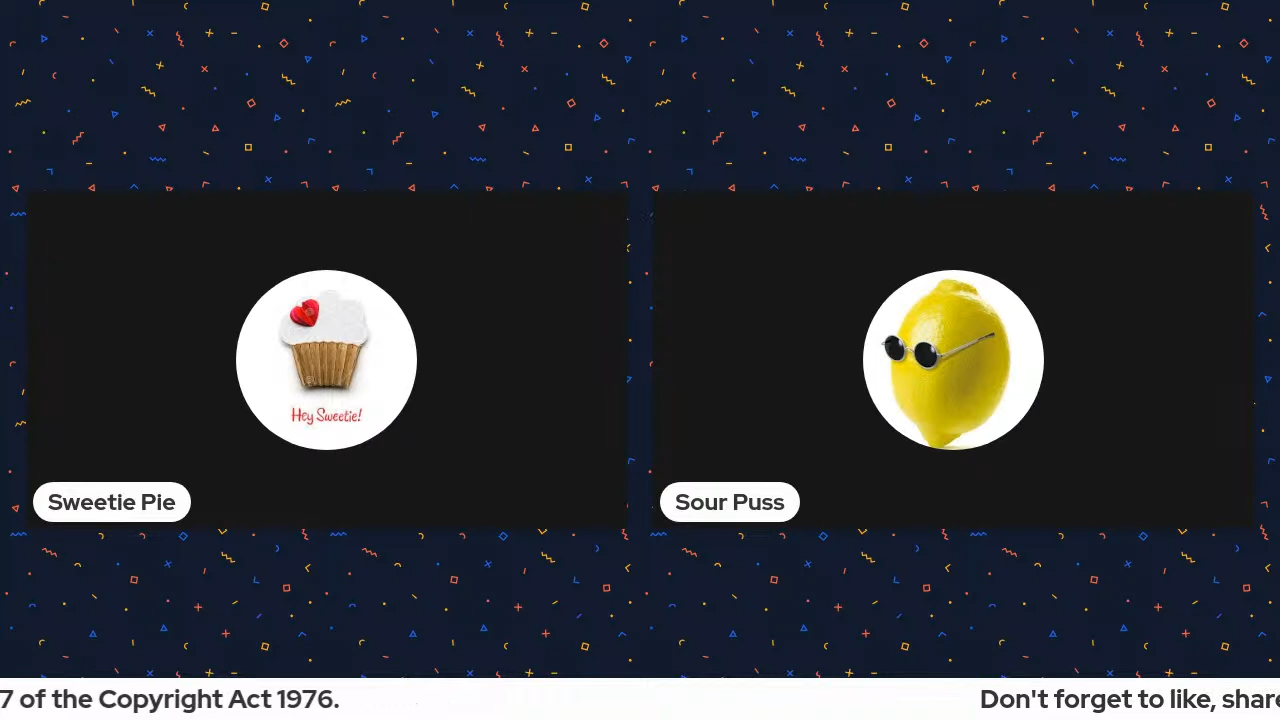 Hey Sweetie!
Sweetie Pie
Sour Puss
7 of the Copyright Act 1976.
Don't forget to like, share